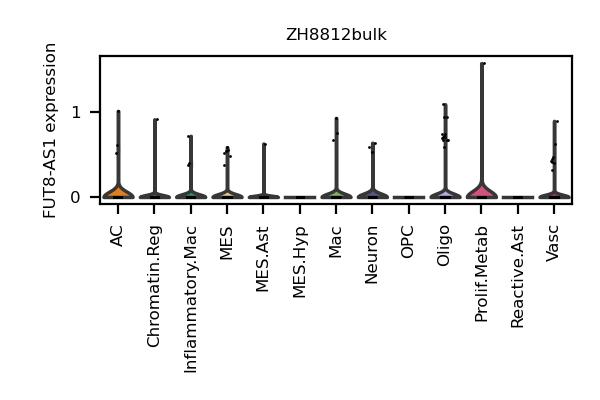 ZH8812bulk
FUT8-AS1 expression
1
0
AC
Chromatin.Reg
Inflammatory.Mac
MES
MES.Ast
MES.Hyp
Mac
Neuron
OPC
Oligo
Prolif.Metab
Reactive.Ast
Vasc